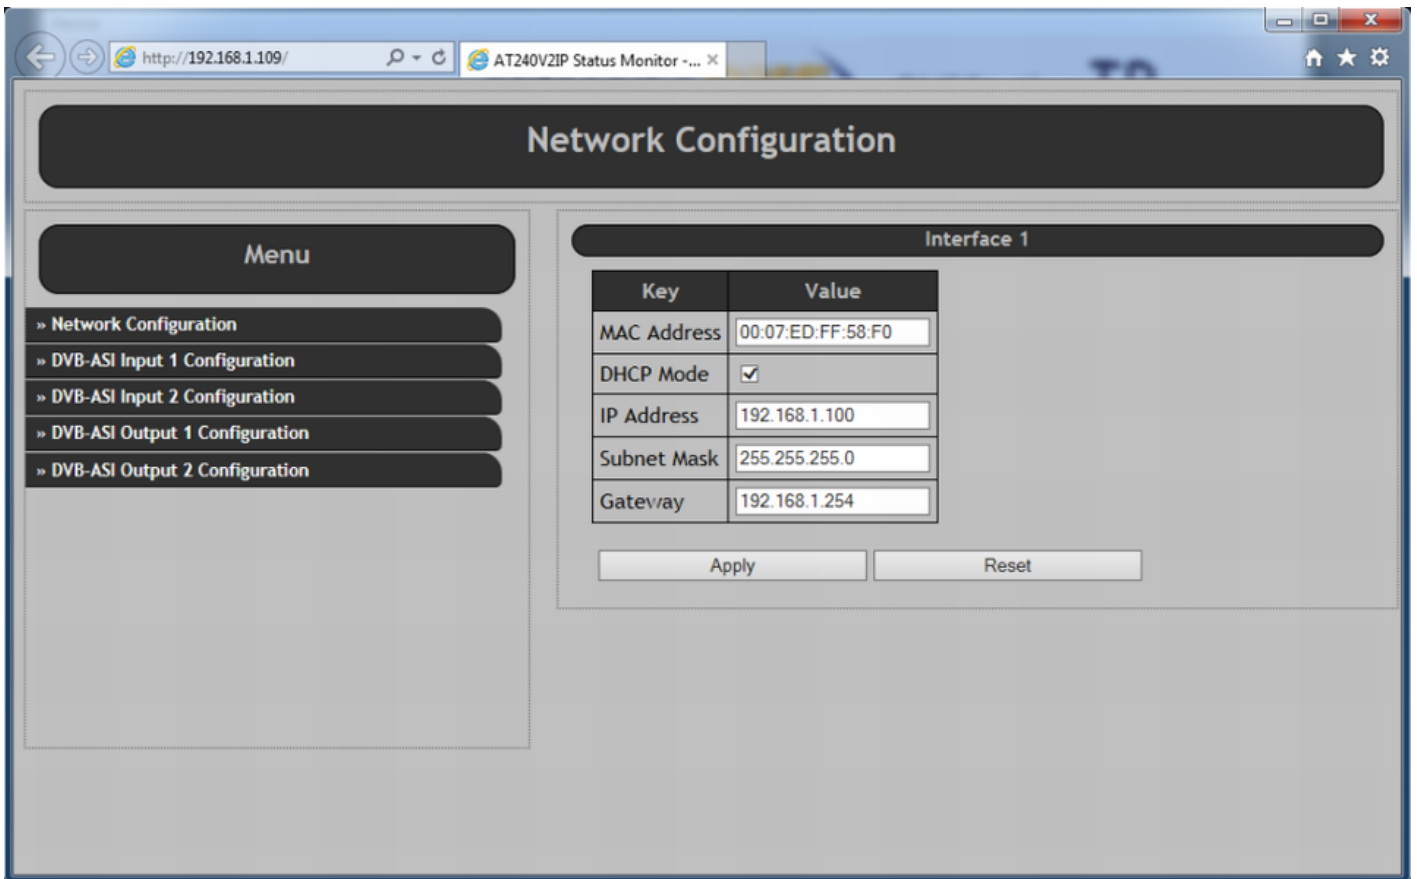 http://192.168.1.109/
AT240V2IP Status Monitor -...
Network Configuration
Menu
» Network Configuration
» DVB-ASI Input 1 Configuration
» DVB-ASI Input 2 Configuration
» DVB-ASI Output 1 Configuration
» DVB-ASI Output 2 Configuration
Interface 1
Key Value
MAC Address 00:07:ED:FF:58:F0
DHCP Mode
IP Address 192.168.1.100
Subnet Mask 255.255.255.0
Gateway 192.168.1.254
Apply Reset